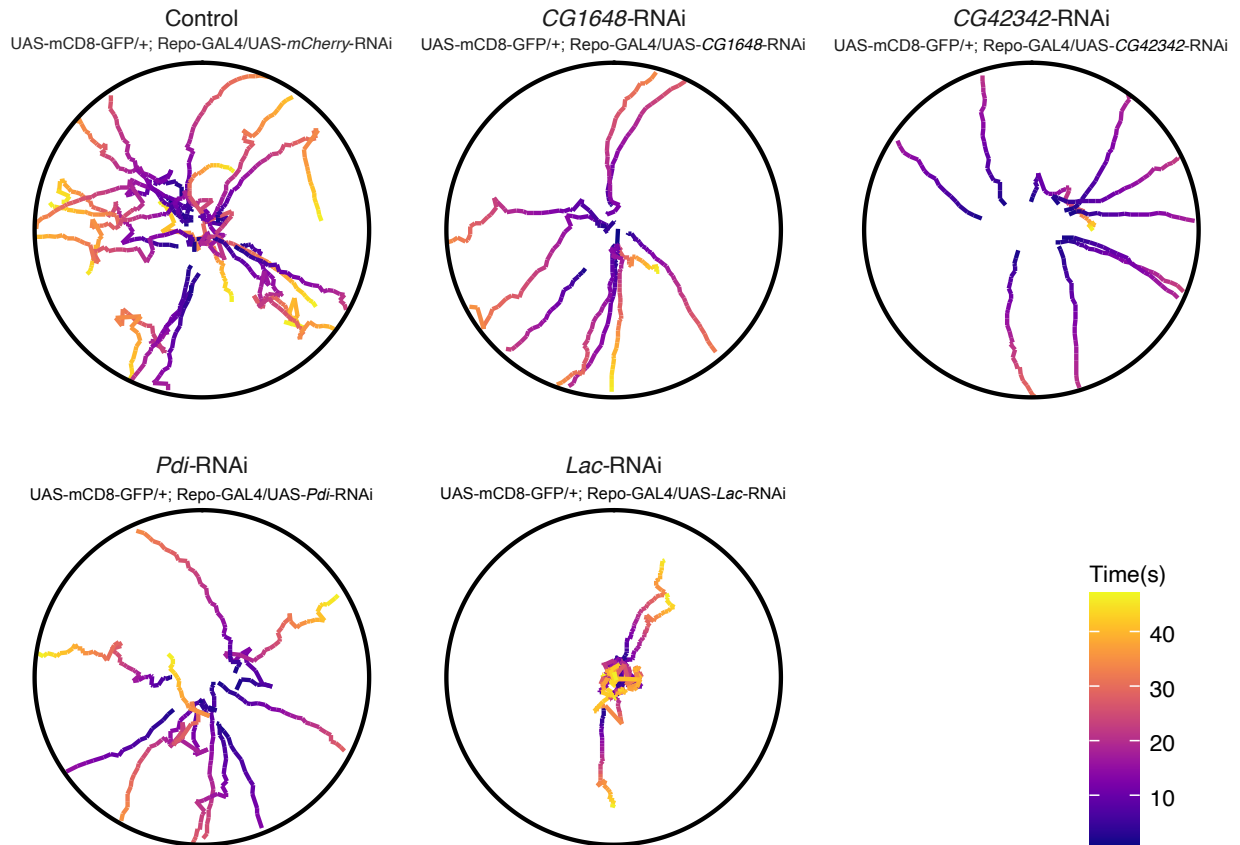 Control
UAS-mCD8-GFP/+; Repo-GAL4/UAS-mCherry-RNAi
CG1648-RNAi
UAS-mCD8-GFP/+; Repo-GAL4/UAS-CG1648-RNAi
CG42342-RNAi
UAS-mCD8-GFP/+; Repo-GAL4/UAS-CG42342-RNAi
Pdi-RNAi
UAS-mCD8-GFP/+; Repo-GAL4/UAS-Pdi-RNAi
Lac-RNAi
UAS-mCD8-GFP/+; Repo-GAL4/UAS-Lac-RNAi
Time(s)
40
30
20
10